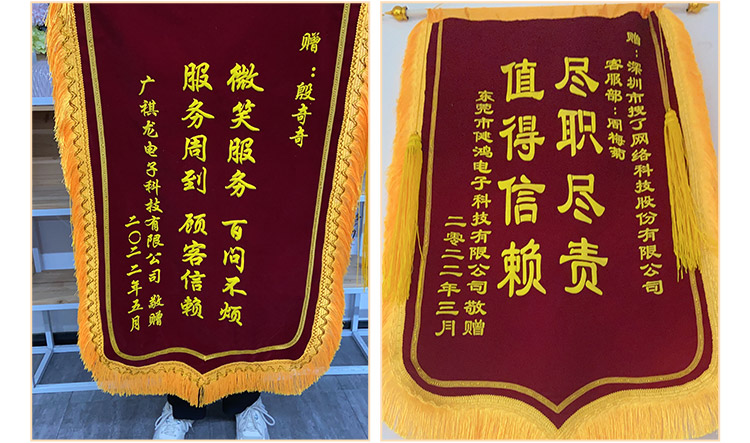 赠：殷奇奇
微笑服务 百问不烦
服务周到 顾客信赖
广祺龙电子科技有限公司 敬赠
二〇二二年五月
赠：深圳市搜了网络科技股份有限公司
客服部：周梅菊
尽职尽责
值得信赖
东莞市健鸿电子科技有限公司敬赠
二零二二年三月